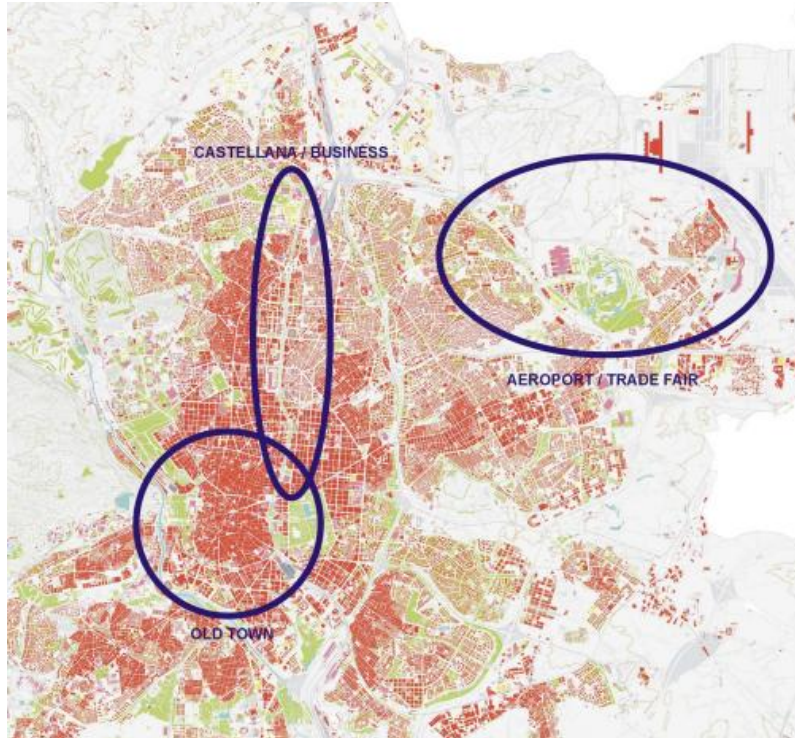 CASTELLANA / BUSINESS
AEROPORT / TRADE FAIR
OLD TOWN